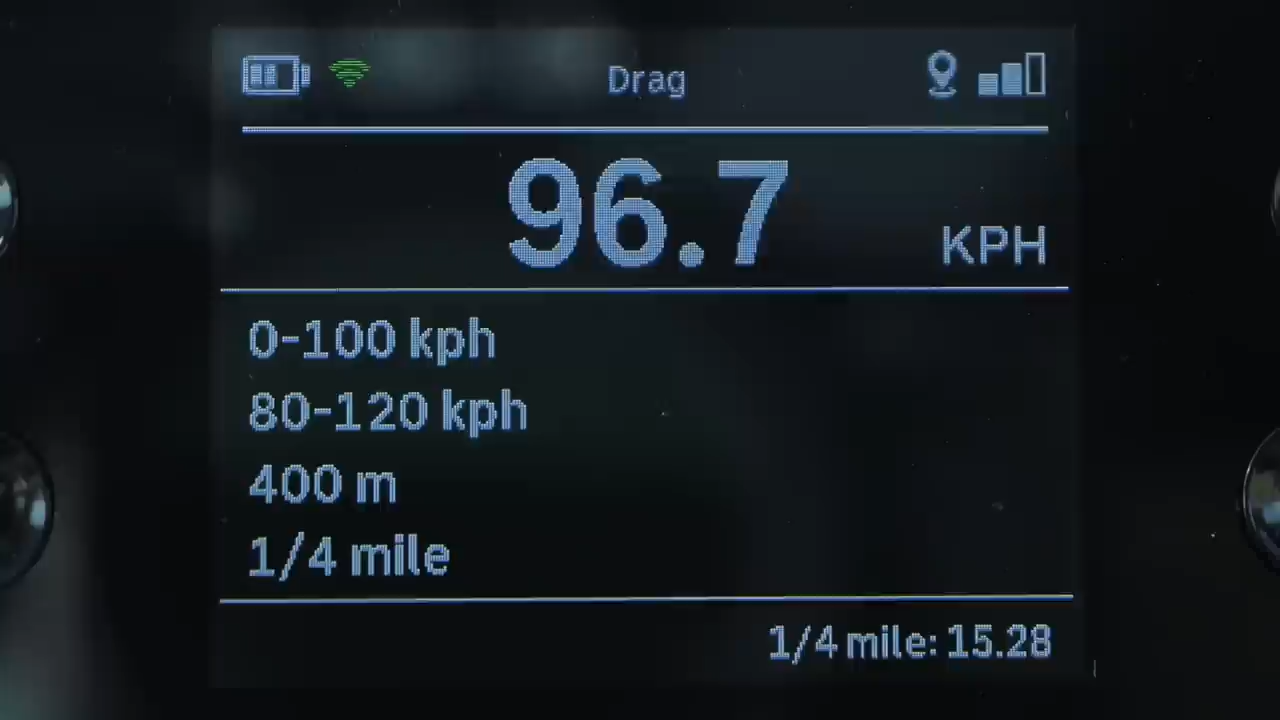 Drag
96.7 KPH
0-100 kph
80-120 kph
400 m
1/4 mile
1/4 mile: 15.28